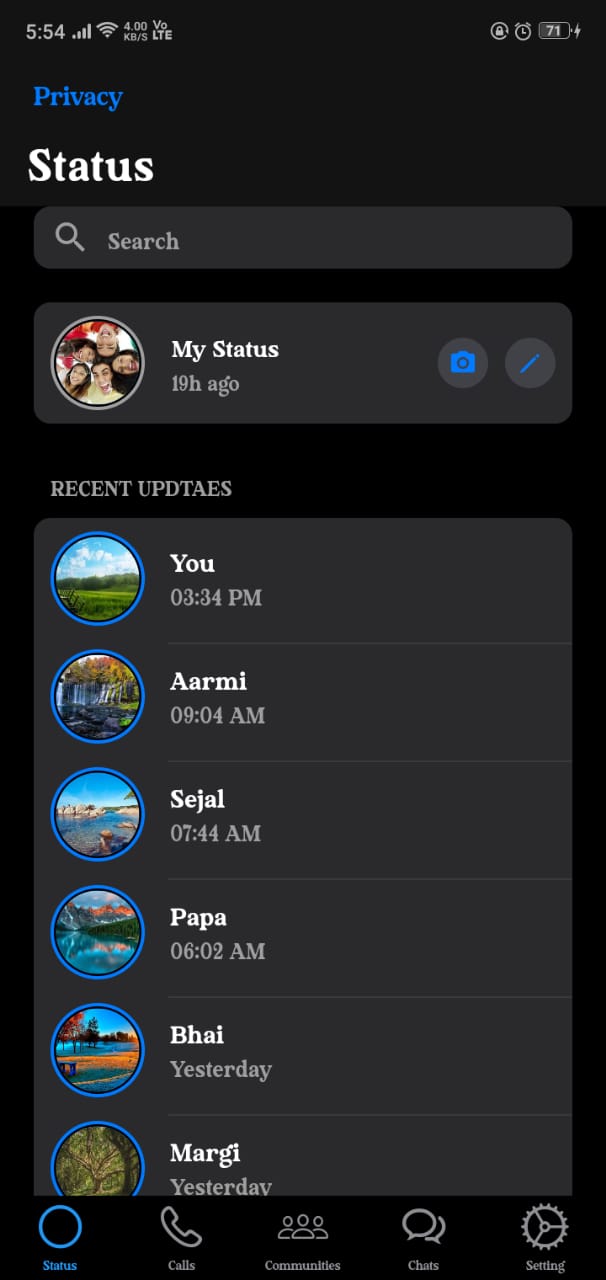 5:54 4.00 KB/S Vo LTE 71
Privacy
Status
Search
My Status
19h ago
RECENT UPDTAES
You
03:34 PM
Aarmi
09:04 AM
Sejal
07:44 AM
Papa
06:02 AM
Bhai
Yesterday
Margi
Yesterday
Status Calls Communities Chats Setting